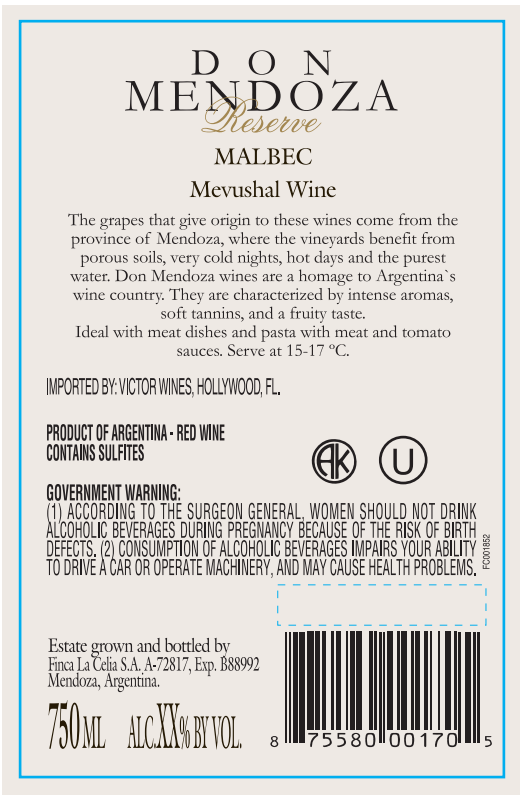 DON
MENDOZA
Reserve
MALBEC
Mevushal Wine
The grapes that give origin to these wines come from the
province of Mendoza, where the vineyards benefit from
porous soils, very cold nights, hot days and the purest
water. Don Mendoza wines are a homage to Argentina`s
wine country. They are characterized by intense aromas,
soft tannins, and a fruity taste.
Ideal with meat dishes and pasta with meat and tomato
sauces. Serve at 15-17 ºC.
IMPORTED BY: VICTOR WINES, HOLLYWOOD, FL.
PRODUCT OF ARGENTINA - RED WINE
CONTAINS SULFITES
AK U
GOVERNMENT WARNING:
(1) ACCORDING TO THE SURGEON GENERAL, WOMEN SHOULD NOT DRINK
ALCOHOLIC BEVERAGES DURING PREGNANCY BECAUSE OF THE RISK OF BIRTH
DEFECTS. (2) CONSUMPTION OF ALCOHOLIC BEVERAGES IMPAIRS YOUR ABILITY
TO DRIVE A CAR OR OPERATE MACHINERY, AND MAY CAUSE HEALTH PROBLEMS.
FC001852
Estate grown and bottled by
Finca La Celia S.A. A-72817, Exp. B88992
Mendoza, Argentina.
750 ML ALC.XX% BY VOL.
8 75580 00170 5